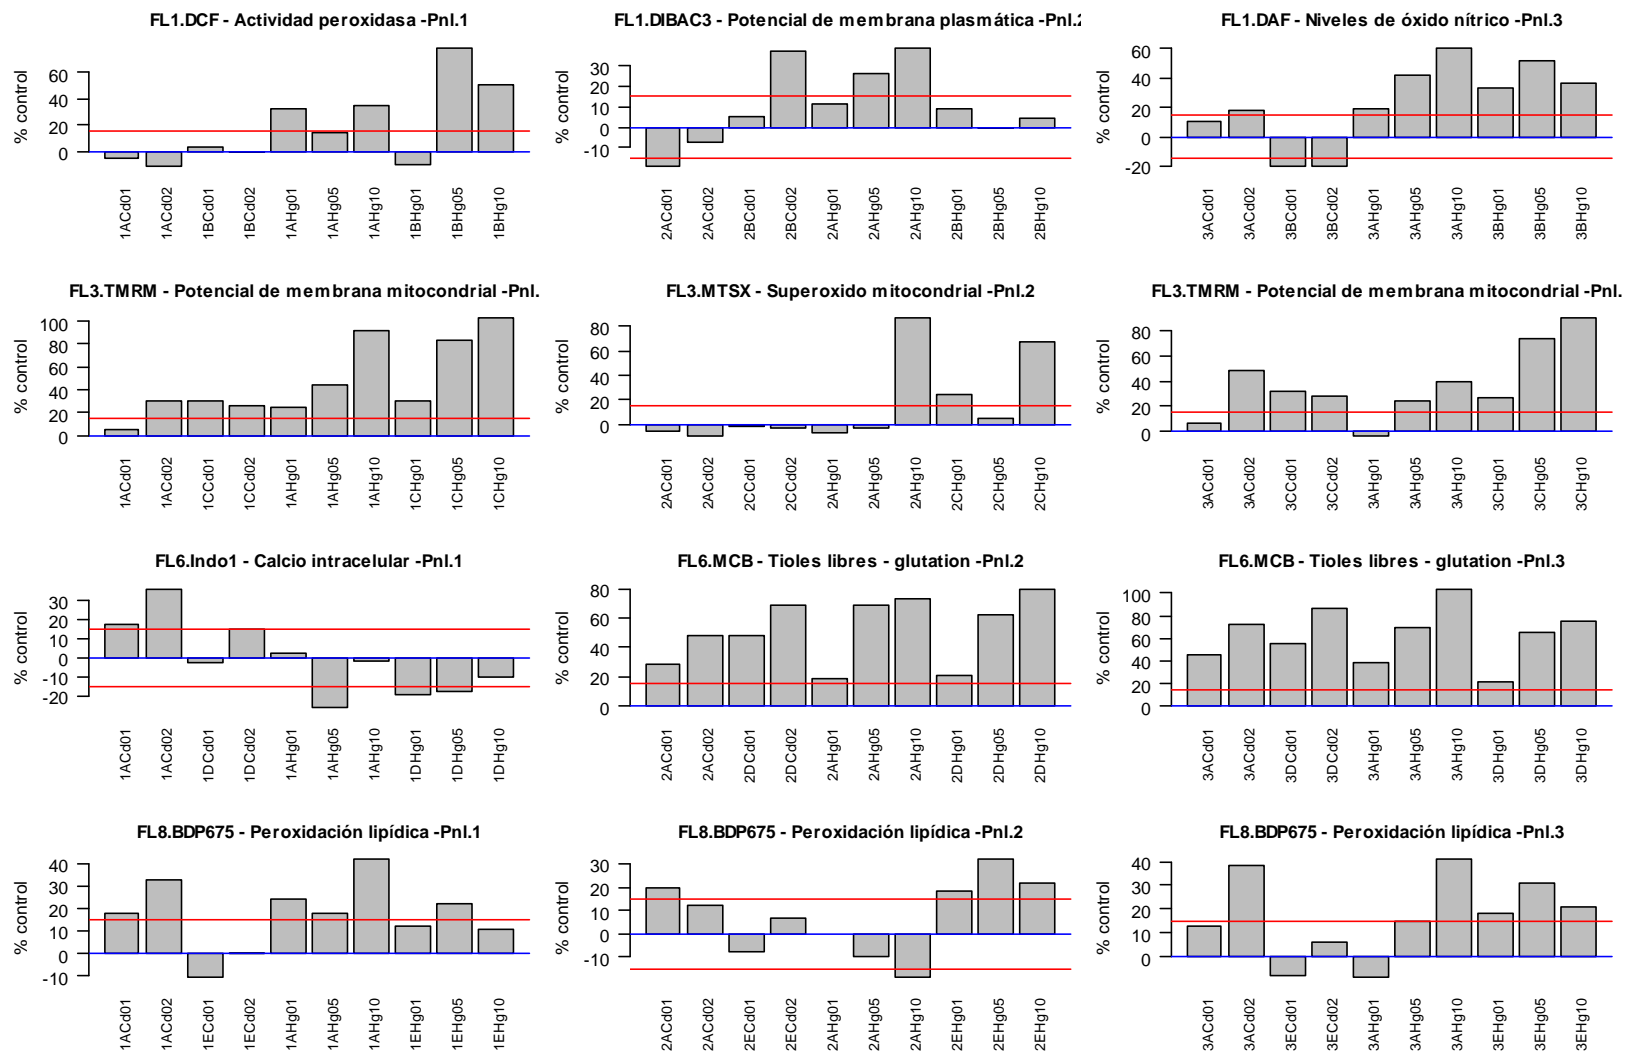 FL1.DCF - Actividad peroxidasa -Pnl.1
% control
60
40
20
0
1ACd01
1ACd02
1BCd01
1BCd02
1AHg01
1AHg05
1AHg10
1BHg01
1BHg05
1BHg10
FL1.DIBAC3 - Potencial de membrana plasmática -Pnl.2
% control
30
20
10
0
-10
2ACd01
2ACd02
2BCd01
2BCd02
2AHg01
2AHg05
2AHg10
2BHg01
2BHg05
2BHg10
FL1.DAF - Niveles de óxido nítrico -Pnl.3
% control
60
40
20
0
-20
3ACd01
3ACd02
3BCd01
3BCd02
3AHg01
3AHg05
3AHg10
3BHg01
3BHg05
3BHg10
FL3.TMRM - Potencial de membrana mitocondrial -Pnl.
% control
100
80
60
40
20
0
1ACd01
1ACd02
1CCd01
1CCd02
1AHg01
1AHg05
1AHg10
1CHg01
1CHg05
1CHg10
FL3.MTSX - Superoxido mitocondrial -Pnl.2
% control
80
60
40
20
0
2ACd01
2ACd02
2CCd01
2CCd02
2AHg01
2AHg05
2AHg10
2CHg01
2CHg05
2CHg10
FL3.TMRM - Potencial de membrana mitocondrial -Pnl.
% control
80
60
40
20
0
3ACd01
3ACd02
3CCd01
3CCd02
3AHg01
3AHg05
3AHg10
3CHg01
3CHg05
3CHg10
FL6.Indo1 - Calcio intracelular -Pnl.1
% control
30
20
10
0
-10
-20
1ACd01
1ACd02
1DCd01
1DCd02
1AHg01
1AHg05
1AHg10
1DHg01
1DHg05
1DHg10
FL6.MCB - Tioles libres - glutation -Pnl.2
% control
80
60
40
20
0
2ACd01
2ACd02
2DCd01
2DCd02
2AHg01
2AHg05
2AHg10
2DHg01
2DHg05
2DHg10
FL6.MCB - Tioles libres - glutation -Pnl.3
% control
100
80
60
40
20
0
3ACd01
3ACd02
3DCd01
3DCd02
3AHg01
3AHg05
3AHg10
3DHg01
3DHg05
3DHg10
FL8.BDP675 - Peroxidación lipídica -Pnl.1
% control
40
30
20
10
0
-10
1ACd01
1ACd02
1ECd01
1ECd02
1AHg01
1AHg05
1AHg10
1EHg01
1EHg05
1EHg10
FL8.BDP675 - Peroxidación lipídica -Pnl.2
% control
30
20
10
0
-10
2ACd01
2ACd02
2ECd01
2ECd02
2AHg01
2AHg05
2AHg10
2EHg01
2EHg05
2EHg10
FL8.BDP675 - Peroxidación lipídica -Pnl.3
% control
40
30
20
10
0
3ACd01
3ACd02
3ECd01
3ECd02
3AHg01
3AHg05
3AHg10
3EHg01
3EHg05
3EHg10